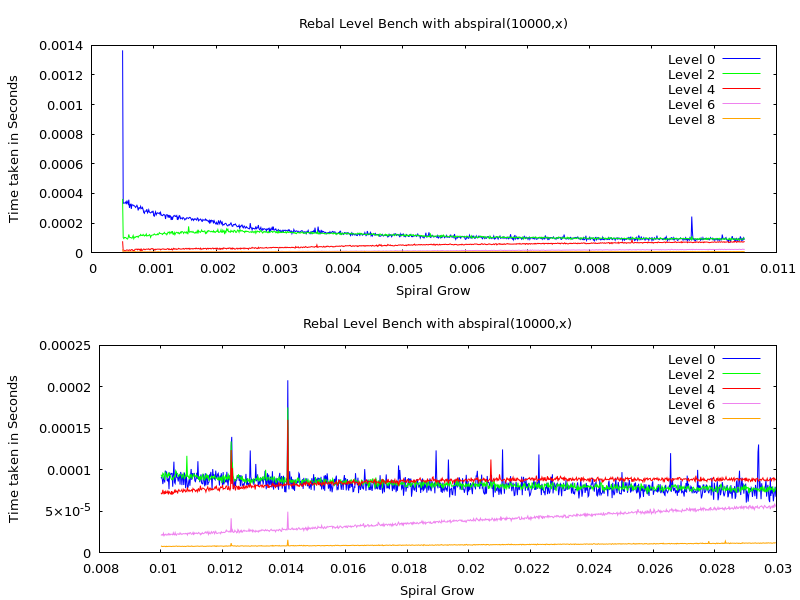 Rebal Level Bench with abspiral(10000,x)
Time taken in Seconds
0.0014
0.0012
0.001
0.0008
0.0006
0.0004
0.0002
0
Level 0
Level 2
Level 4
Level 6
Level 8
0 0.001 0.002 0.003 0.004 0.005 0.006 0.007 0.008 0.009 0.01 0.011
Spiral Grow
Rebal Level Bench with abspiral(10000,x)
Time taken in Seconds
0.00025
0.0002
0.00015
0.0001
5×10⁻⁵
0
Level 0
Level 2
Level 4
Level 6
Level 8
0.008 0.01 0.012 0.014 0.016 0.018 0.02 0.022 0.024 0.026 0.028 0.03
Spiral Grow